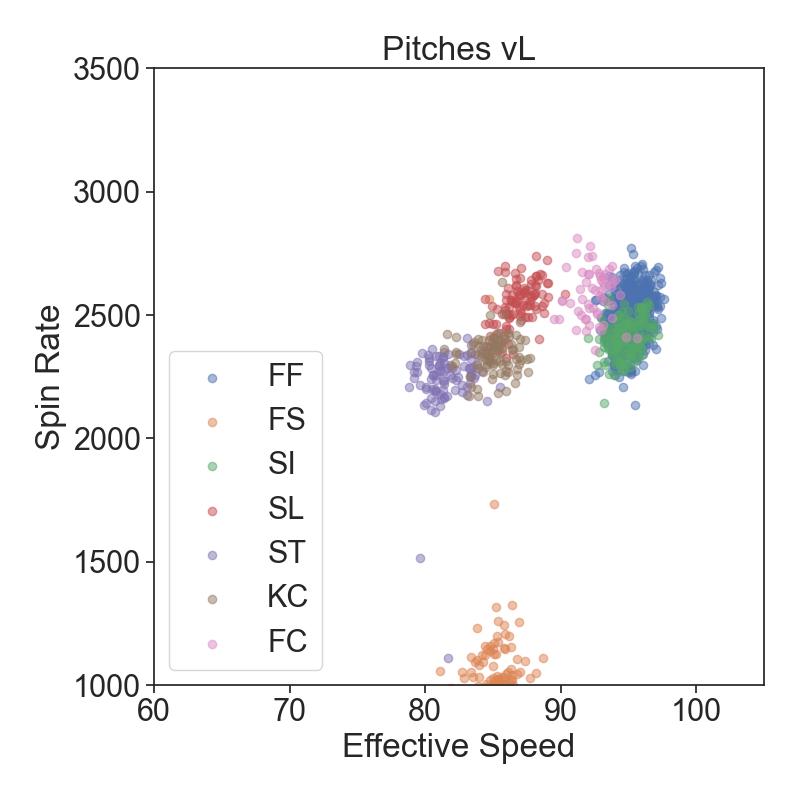 Pitches vL
3500
3000
2500
2000
1500
1000
Spin Rate
FF
FS
SI
SL
ST
KC
FC
60 70 80 90 100
Effective Speed